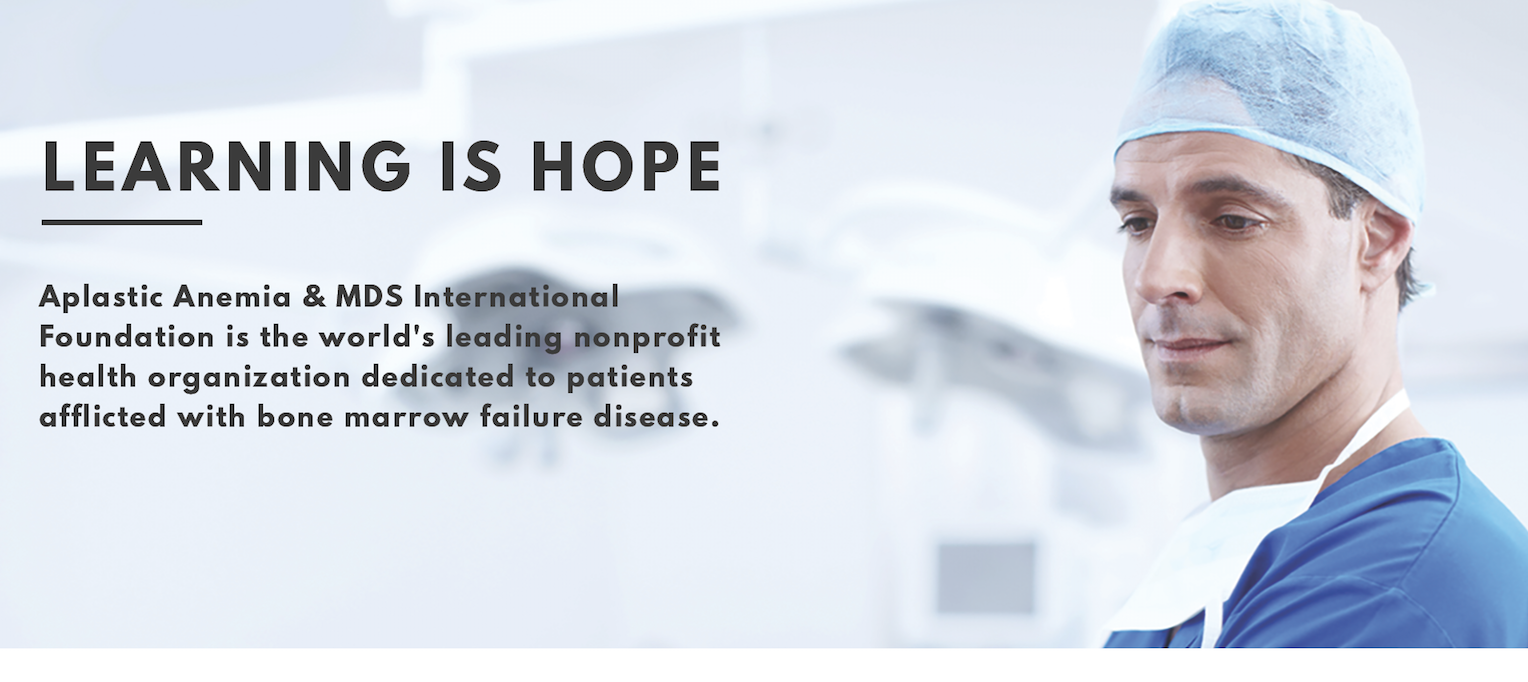 LEARNING IS HOPE
Aplastic Anemia & MDS International
Foundation is the world's leading nonprofit
health organization dedicated to patients
afflicted with bone marrow failure disease.